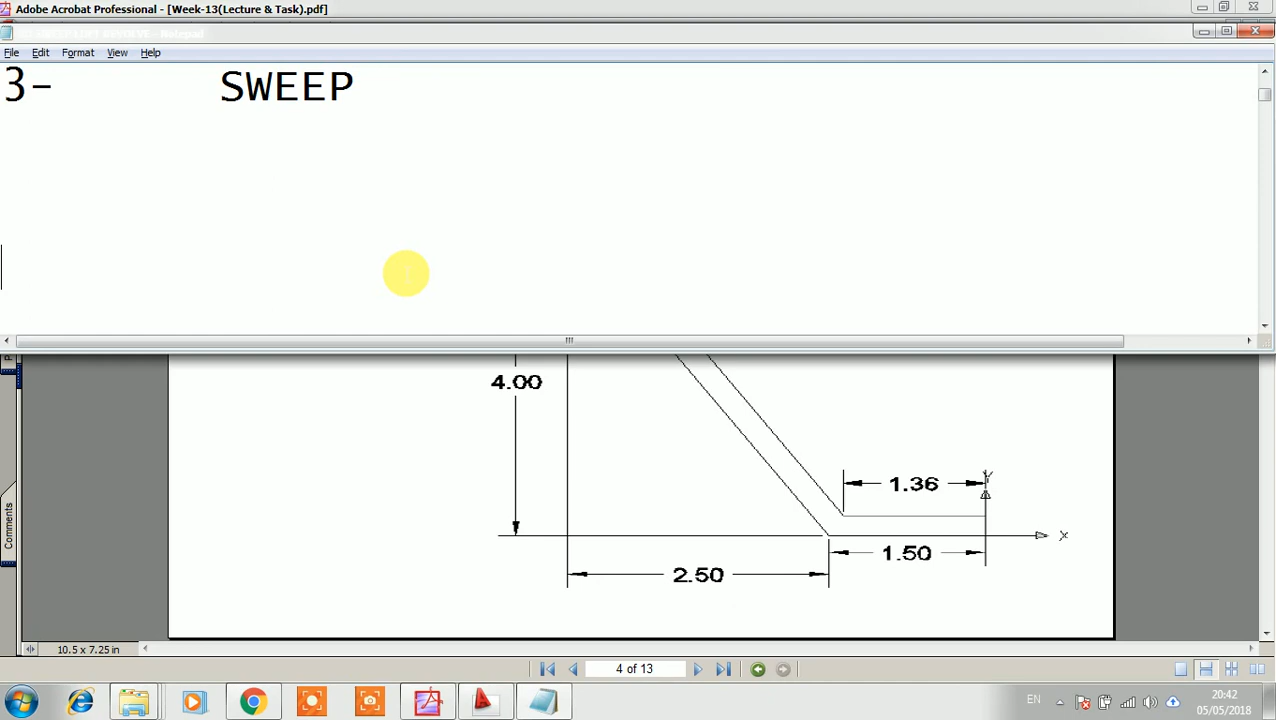 Adobe Acrobat Professional - [Week-13(Lecture & Task).pdf]
File Edit Format View Help
3- SWEEP
4.00
1.36
Y
X
1.50
2.50
Comments
10.5 x 7.25 in
4 of 13
EN
20:42
05/05/2018